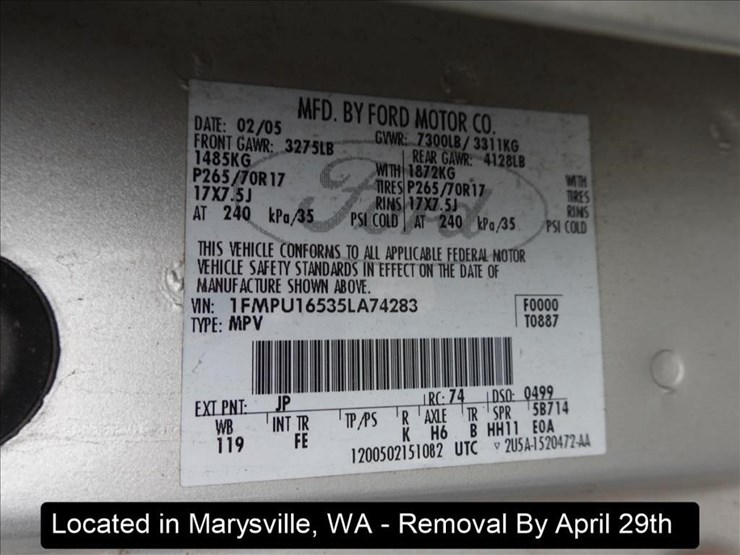 MFD. BY FORD MOTOR CO.
DATE: 02/05 GVWR: 7300LB/ 3311KG
FRONT GAWR: 3275LB REAR GAWR: 4128LB
1485KG WITH 1872KG WITH
P265/70R17 TIRES P265/70R17 TIRES
17X7.5J RIMS 17X7.5J RIMS
AT 240 kPa/35 PSI COLD AT 240 kPa/35 PSI COLD
Ford
THIS VEHICLE CONFORMS TO ALL APPLICABLE FEDERAL MOTOR
VEHICLE SAFETY STANDARDS IN EFFECT ON THE DATE OF
MANUFACTURE SHOWN ABOVE.
VIN: 1FMPU16535LA74283 F0000
TYPE: MPV T0887
EXT PNT: JP RC: 74 DSO: 0499
WB INT TR TP/PS R AXLE TR SPR 5B714
119 FE K H6 B HH11 E0A
1200502151082 UTC 2U5A-1520472-AA
Located in Marysville, WA - Removal By April 29th